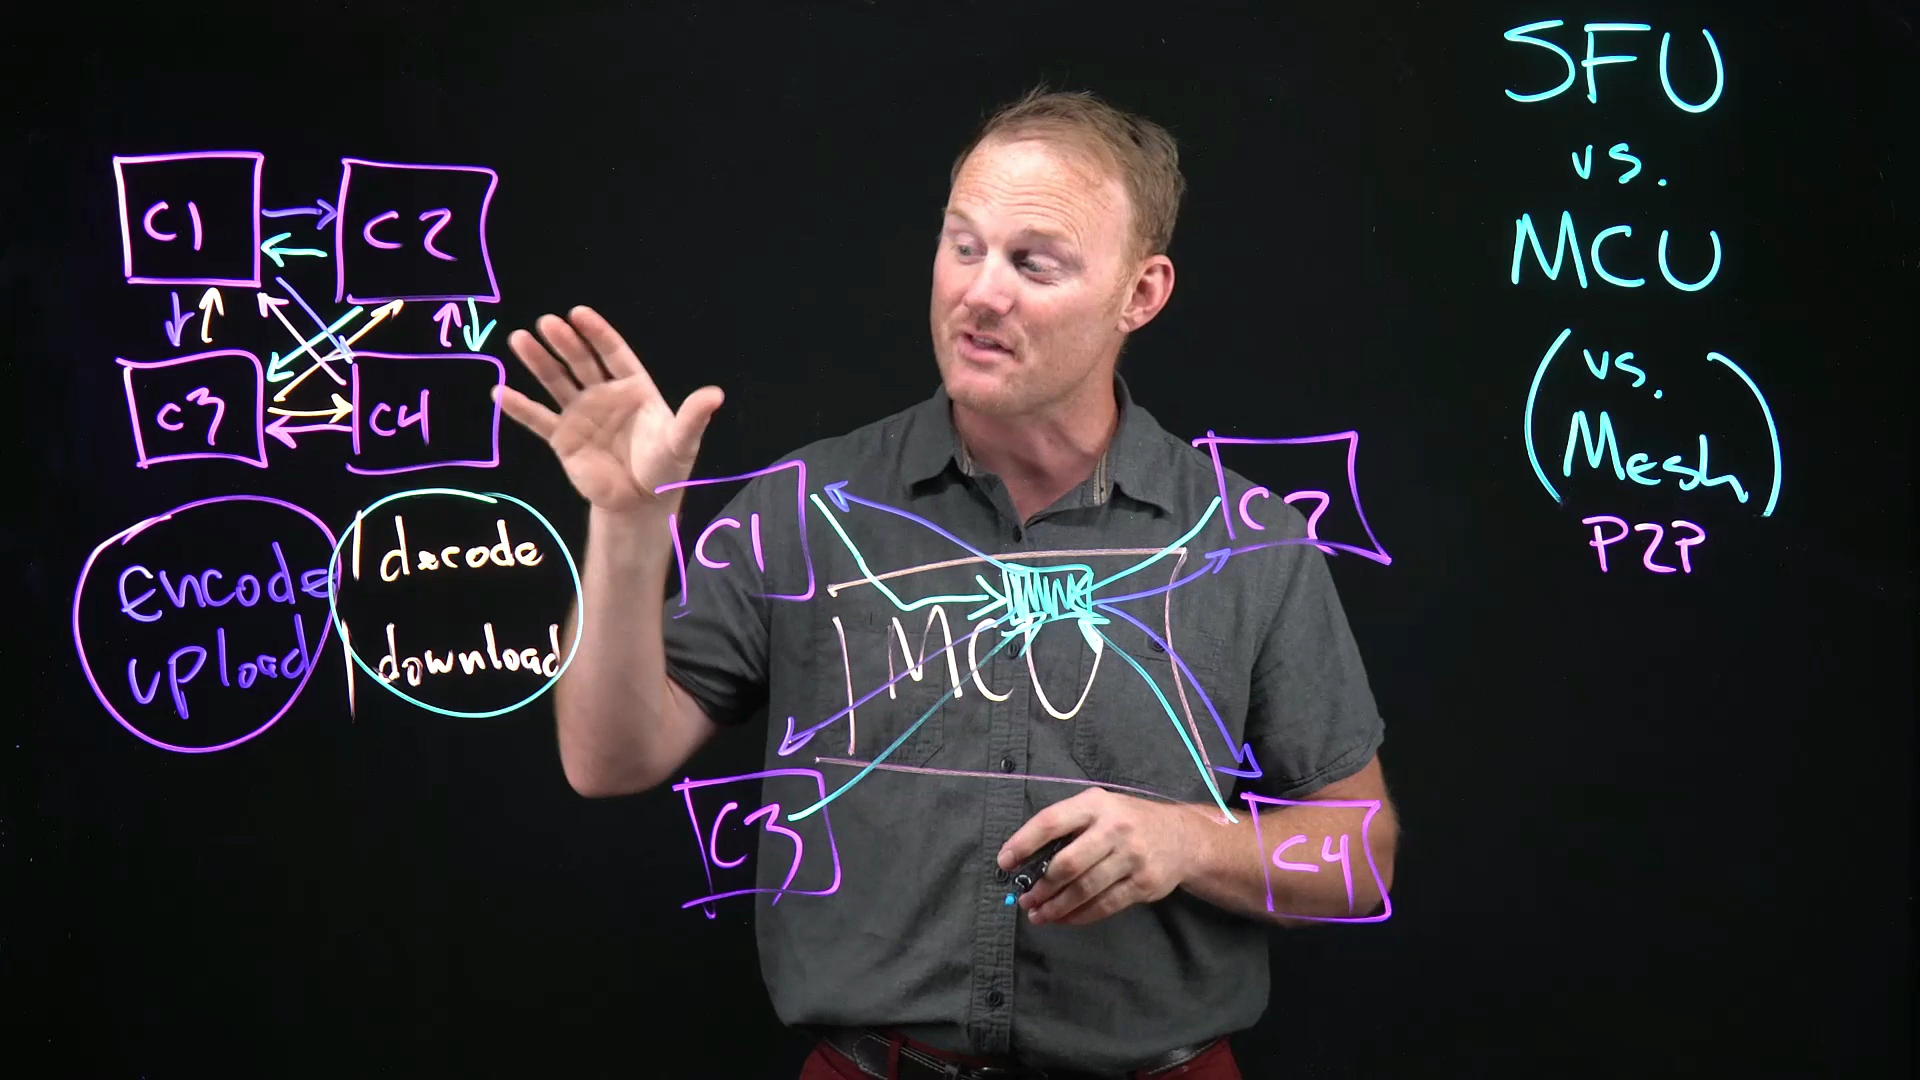 SFU
vs.
MCU
(vs.
Mesh)
P2P
C1
C2
C3
C4
Encode
upload
decode
download
C1
C2
MCU
C3
C4